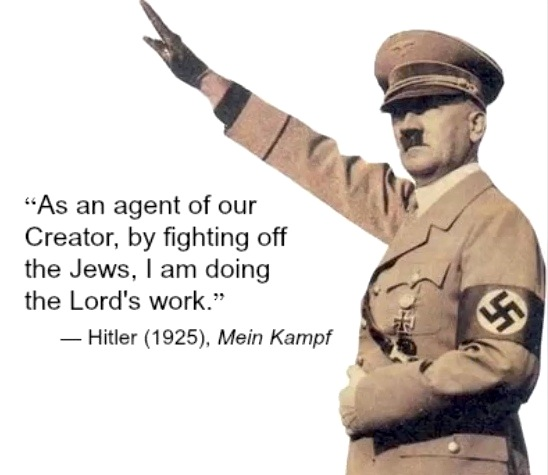 “As an agent of our
Creator, by fighting off
the Jews, I am doing
the Lord's work.”
— Hitler (1925), Mein Kampf